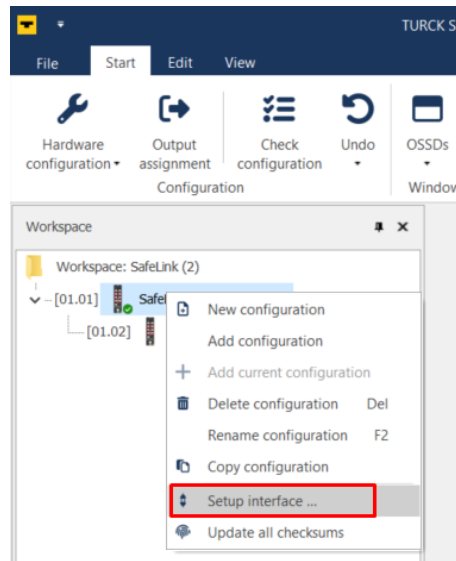 TURCK S
File Start Edit View
Hardware configuration
Output assignment
Check configuration
Undo
OSSDs
Configuration
Window
Workspace
Workspace: SafeLink (2)
[01.01] Safe
[01.02]
New configuration
Add configuration
Add current configuration
Delete configuration Del
Rename configuration F2
Copy configuration
Setup interface ...
Update all checksums